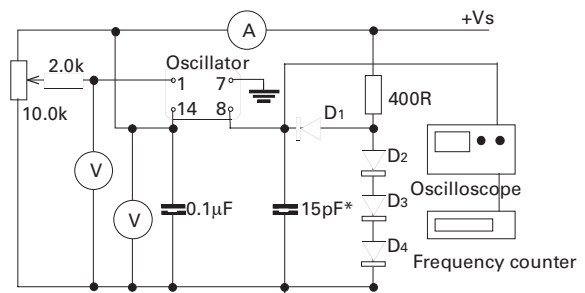 A
+Vs
2.0k
Oscillator
1
7
14
8
D1
400R
10.0k
D2
V
V
0.1μF
15pF*
D3
Oscilloscope
D4
Frequency counter